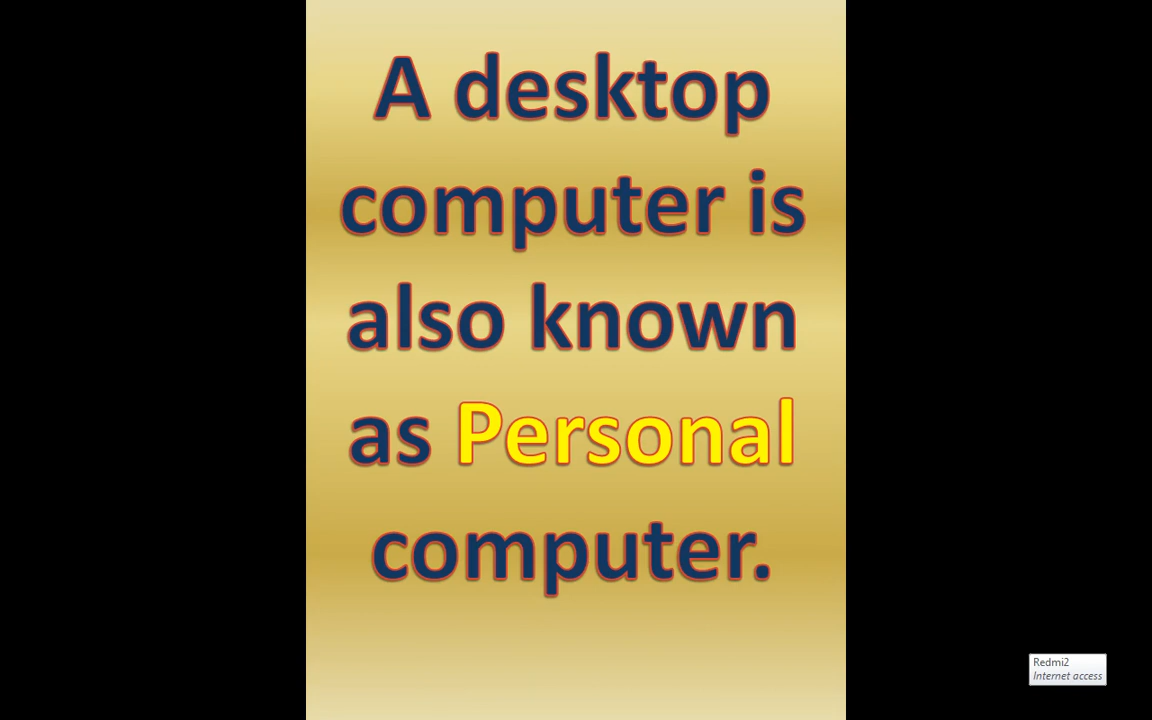 A desktop
computer is
also known
as Personal
computer.
Redmi2
Internet access